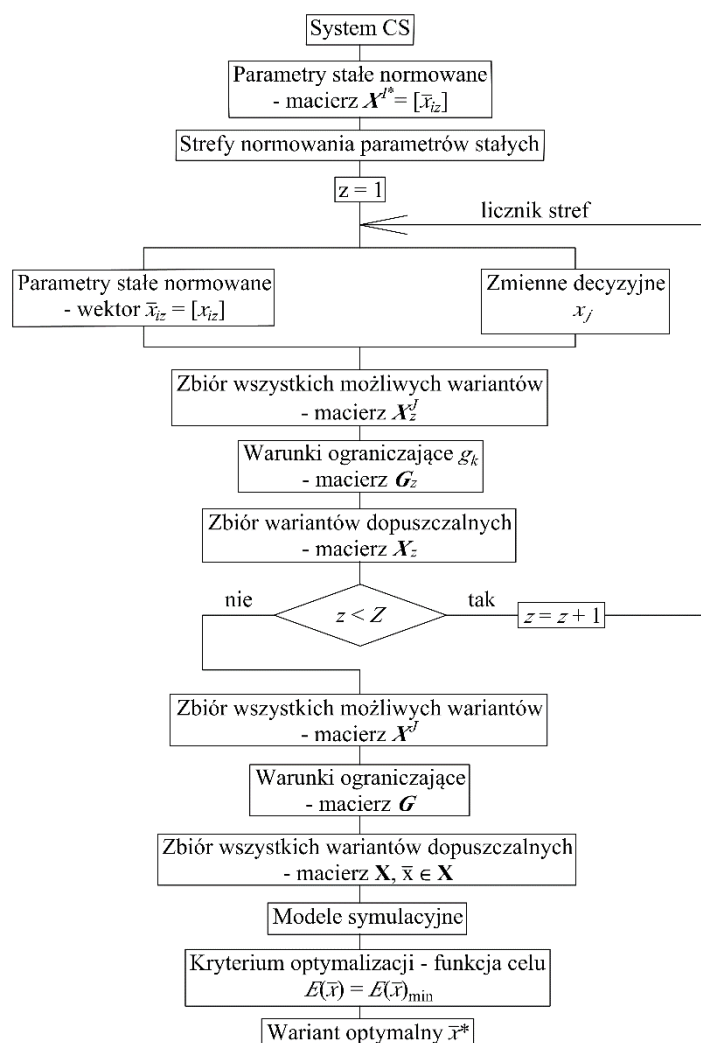 System CS
Parametry stałe normowane
- macierz X^I* = [x̅_iz]
Strefy normowania parametrów stałych
z = 1
licznik stref
Parametry stałe normowane
- wektor x̅_iz = [x_iz]
Zmienne decyzyjne
x_j
Zbiór wszystkich możliwych wariantów
- macierz X_z^J
Warunki ograniczające g_k
- macierz G_z
Zbiór wariantów dopuszczalnych
- macierz X_z
nie
z < Z
tak
z = z + 1
Zbiór wszystkich możliwych wariantów
- macierz X^J
Warunki ograniczające
- macierz G
Zbiór wszystkich wariantów dopuszczalnych
- macierz X, x̅ ∈ X
Modele symulacyjne
Kryterium optymalizacji - funkcja celu
E(x̅) = E(x̅)_min
Wariant optymalny x̅*